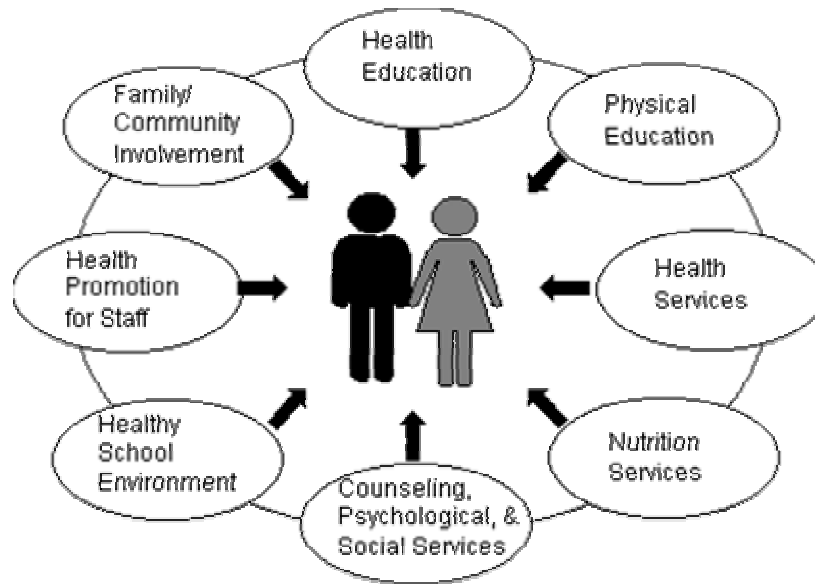 Health
Education
Physical
Education
Health
Services
Nutrition
Services
Counseling,
Psychological, &
Social Services
Healthy
School
Environment
Health
Promotion
for Staff
Family/
Community
Involvement